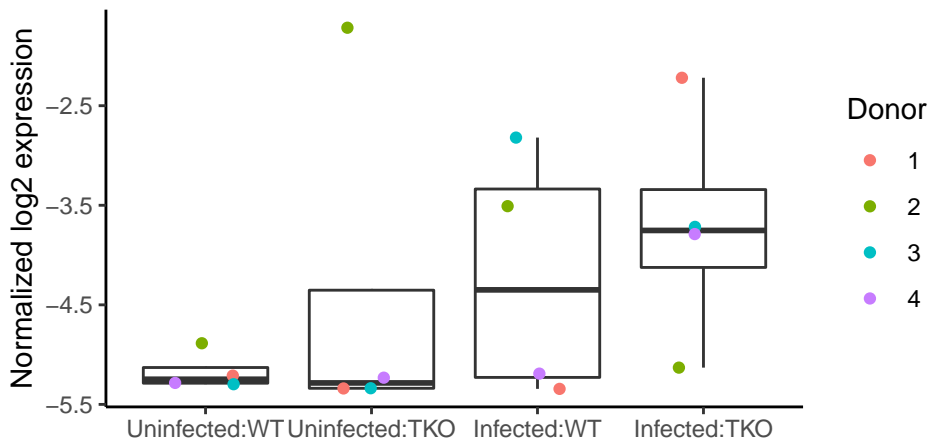 Normalized log2 expression
−2.5
−3.5
−4.5
−5.5
Uninfected:WT Uninfected:TKO Infected:WT Infected:TKO
Donor
1
2
3
4